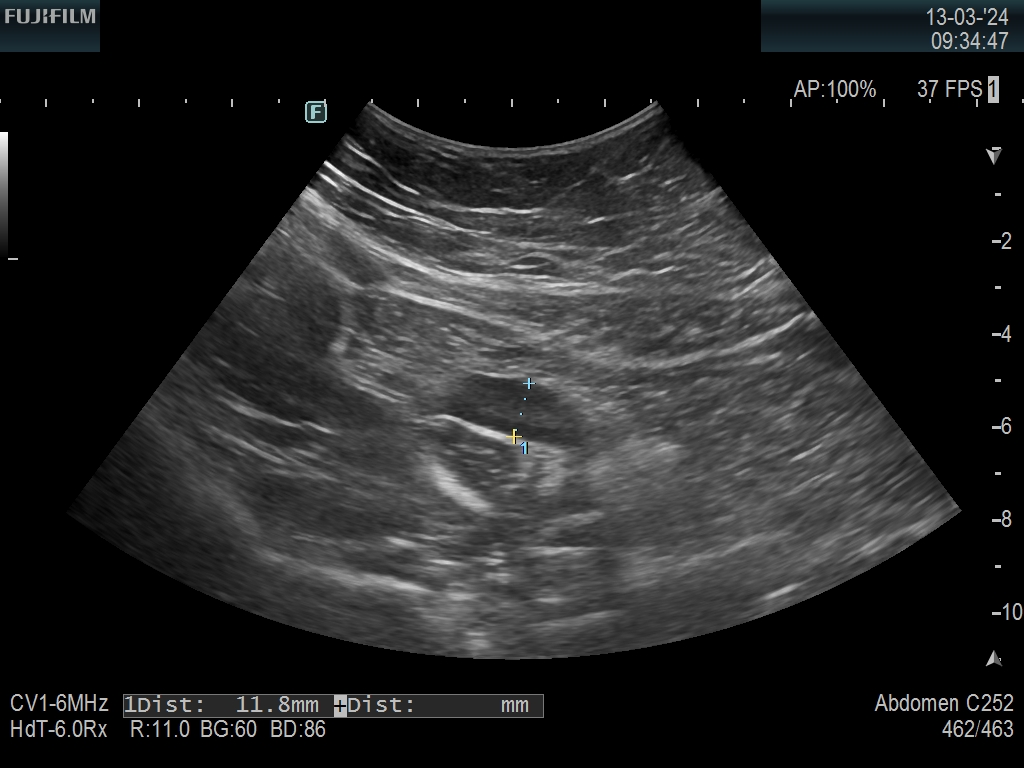 FUJIFILM
13-03-'24
09:34:47
AP:100% 37 FPS 1
F
2
4
6
8
10
1
CV1-6MHz 1Dist: 11.8mm +Dist: mm
HdT-6.0Rx R:11.0 BG:60 BD:86
Abdomen C252
462/463